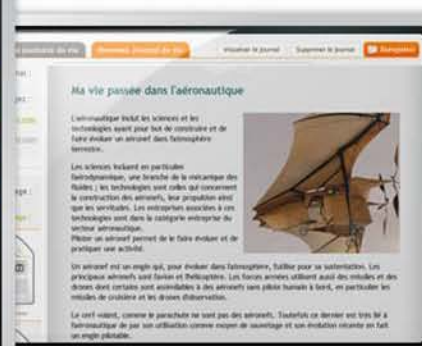 Visualiser le journal Supprimer le journal Enregistrer
Ma vie passée dans l'aéronautique
L'aéronautique inclut les sciences et les
technologies ayant pour but de construire et de
faire évoluer un aéronef dans l'atmosphère
terrestre.
Les sciences incluent en particulier
l'aérodynamique, une branche de la mécanique des
fluides ; les technologies sont celles qui concernent
la construction des aéronefs, leur propulsion ainsi
que les servitudes. Les entreprises associées à ces
technologies sont dans la catégorie entreprise du
secteur aéronautique.
Piloter un aéronef permet de le faire évoluer et de
pratiquer une activité.
Un aéronef est un engin qui, pour évoluer dans l'atmosphère, l'utilise pour sa sustentation. Les
principaux aéronefs sont l'avion et l'hélicoptère. Les forces armées utilisent aussi des missiles et des
drones dont certains sont assimilables à des aéronefs sans pilote humain à bord, en particulier les
missiles de croisière et les drones d'observation.
Le cerf-volant, comme le parachute ne sont pas des aéronefs. Toutefois ce dernier est très lié à
l'aéronautique de par son utilisation comme moyen de sauvetage et son évolution récente en fait
un engin pilotable.